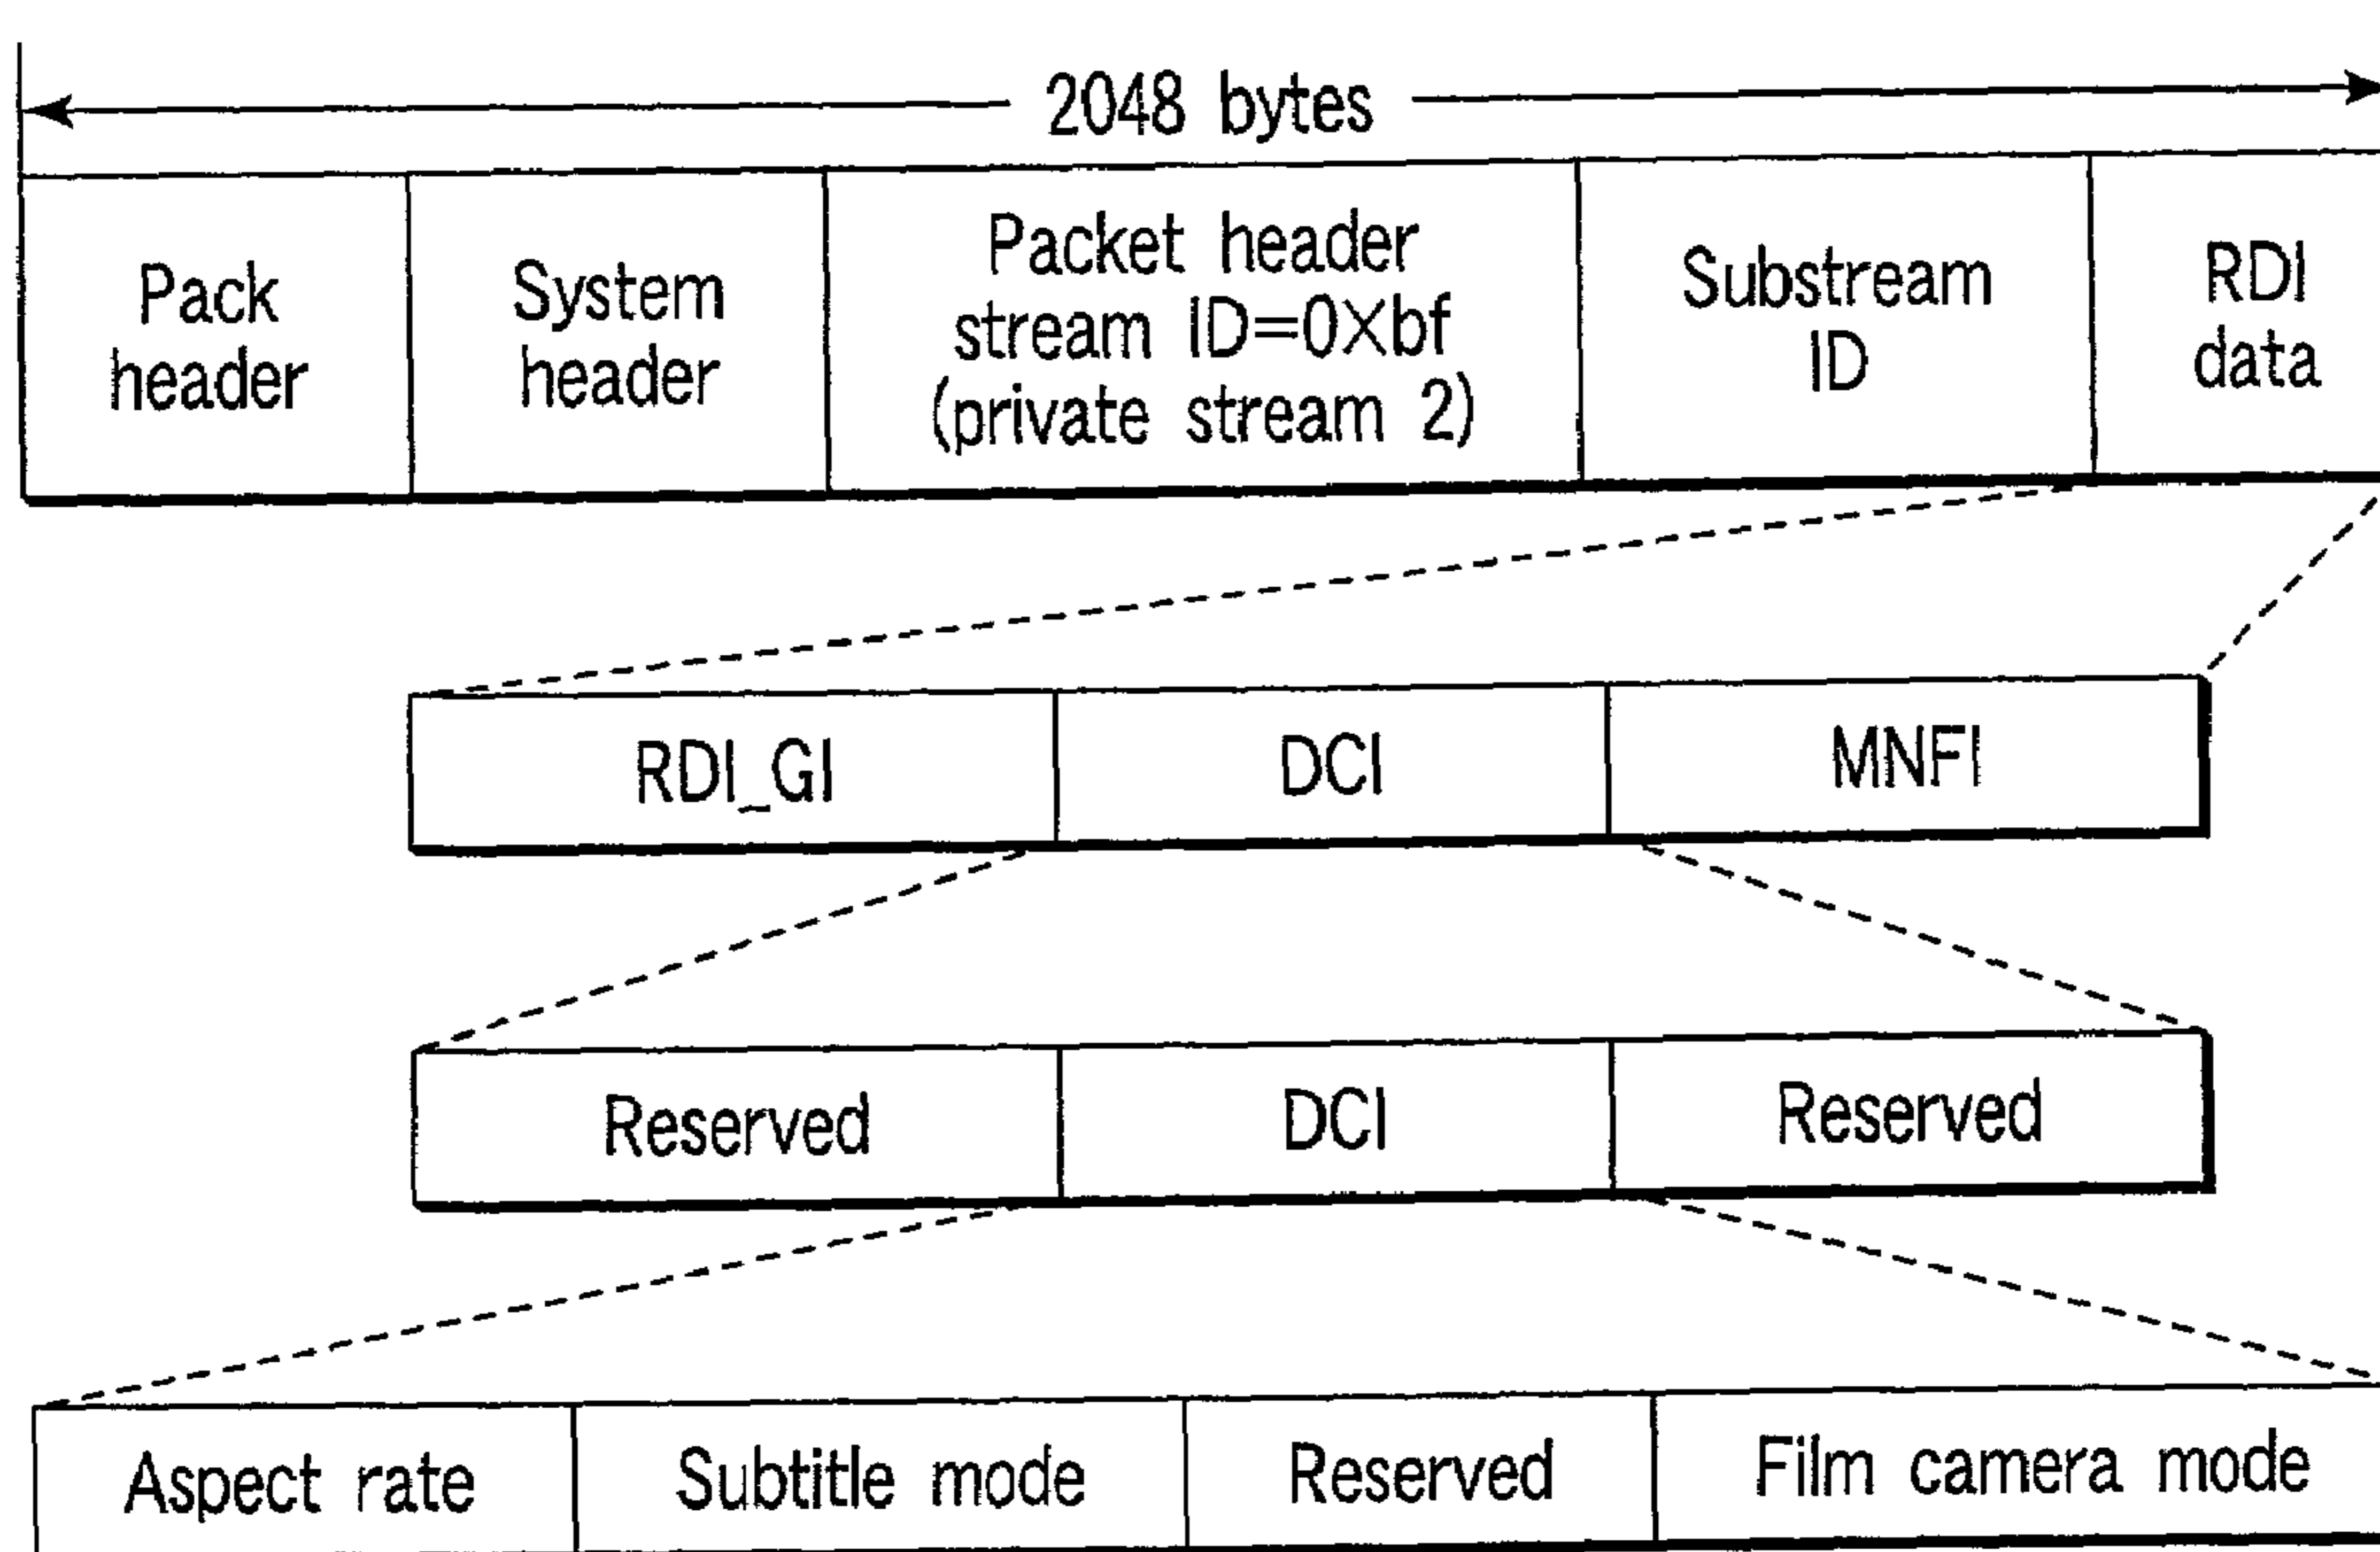 2048 bytes
Pack
header
System
header
Packet header
stream ID=0Xbf
(private stream 2)
Substream
ID
RDI
data
RDI_GI
DCI
MNFI
Reserved
DCI
Reserved
Aspect rate
Subtitle mode
Reserved
Film camera mode